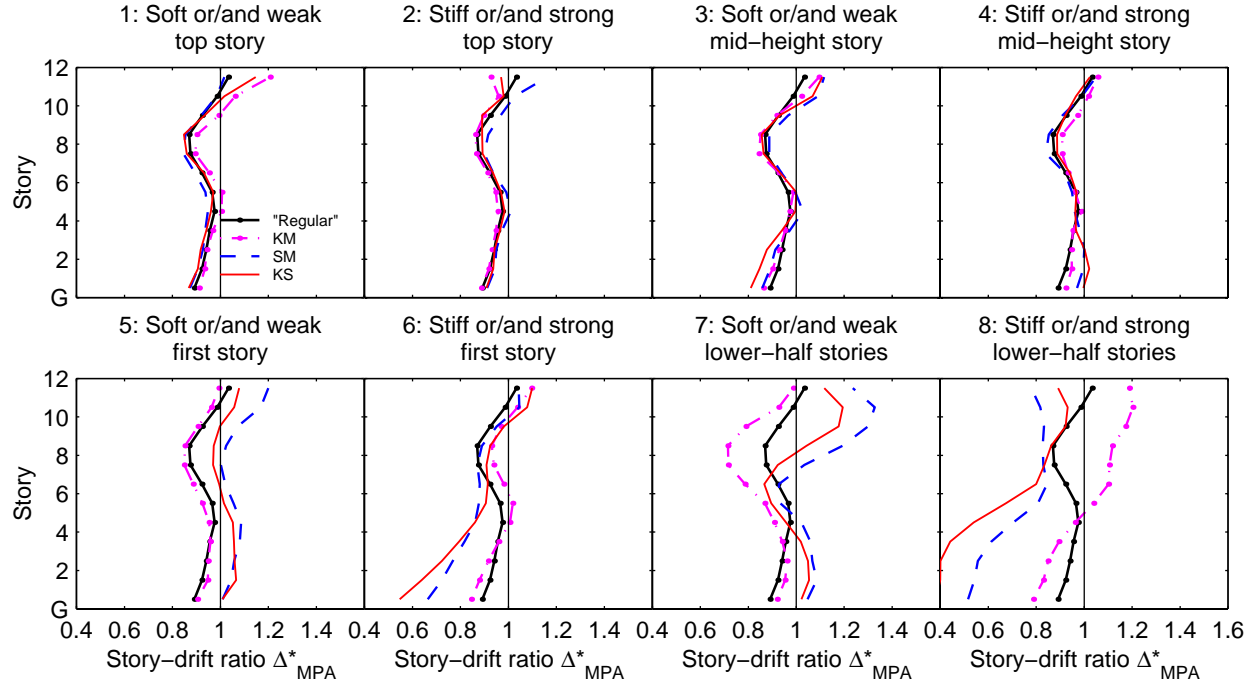 1: Soft or/and weak
top story
2: Stiff or/and strong
top story
3: Soft or/and weak
mid−height story
4: Stiff or/and strong
mid−height story
12
10
8
6
4
2
G
Story
"Regular"
KM
SM
KS
5: Soft or/and weak
first story
6: Stiff or/and strong
first story
7: Soft or/and weak
lower−half stories
8: Stiff or/and strong
lower−half stories
12
10
8
6
4
2
G
Story
0.4 0.6 0.8 1 1.2 1.4 0.6 0.8 1 1.2 1.4 0.6 0.8 1 1.2 1.4 0.6 0.8 1 1.2 1.4 1.6
Story−drift ratio Δ*MPA
Story−drift ratio Δ*MPA
Story−drift ratio Δ*MPA
Story−drift ratio Δ*MPA